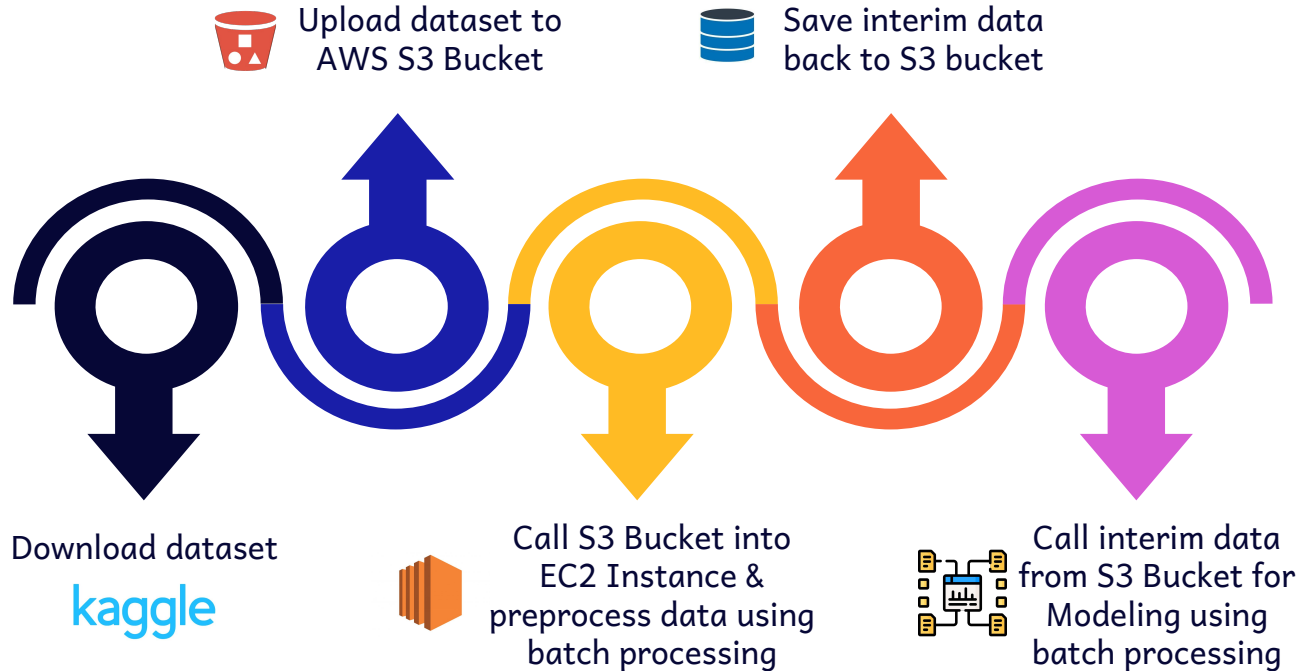 Upload dataset to
AWS S3 Bucket
Save interim data
back to S3 bucket
Download dataset
kaggle
Call S3 Bucket into
EC2 Instance &
preprocess data using
batch processing
Call interim data
from S3 Bucket for
Modeling using
batch processing